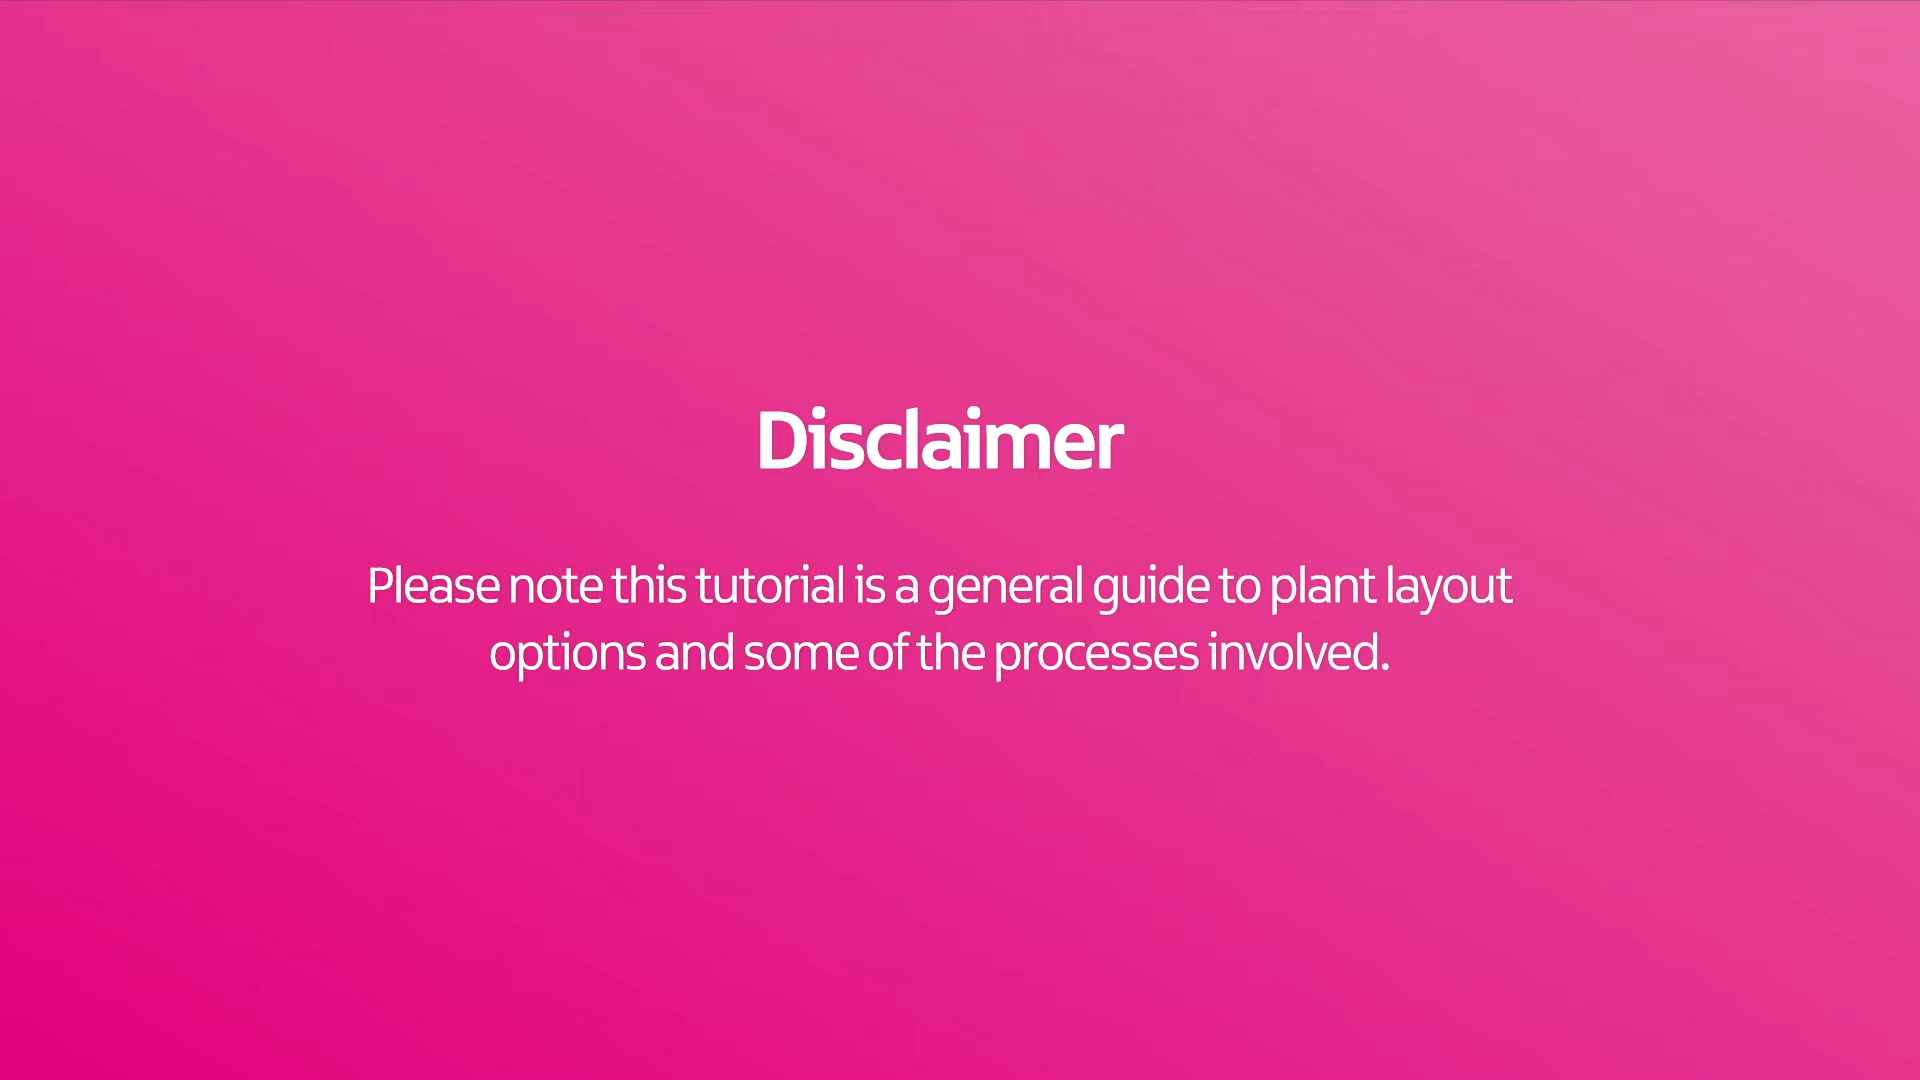 Disclaimer
Please note this tutorial is a general guide to plant layout
options and some of the processes involved.